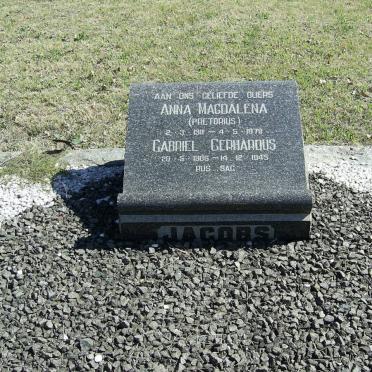 AAN ONS GELIEFDE OUERS
ANNA MAGDALENA
(PRETORIUS)
2-3-1911 - 4-5-1979
GABRIEL GERHARDUS
20-5-1905 - 14-12-1945
RUS SAG
JACOBS